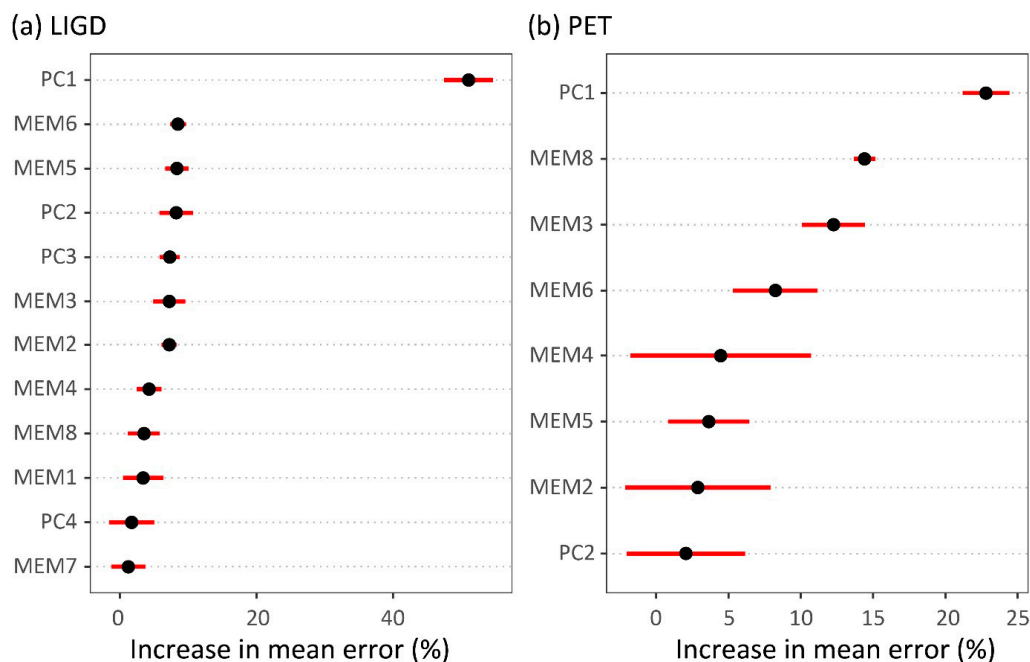 (a) LIGD
PC1
MEM6
MEM5
PC2
PC3
MEM3
MEM2
MEM4
MEM8
MEM1
PC4
MEM7
0 20 40
Increase in mean error (%)
(b) PET
PC1
MEM8
MEM3
MEM6
MEM4
MEM5
MEM2
PC2
0 5 10 15 20 25
Increase in mean error (%)